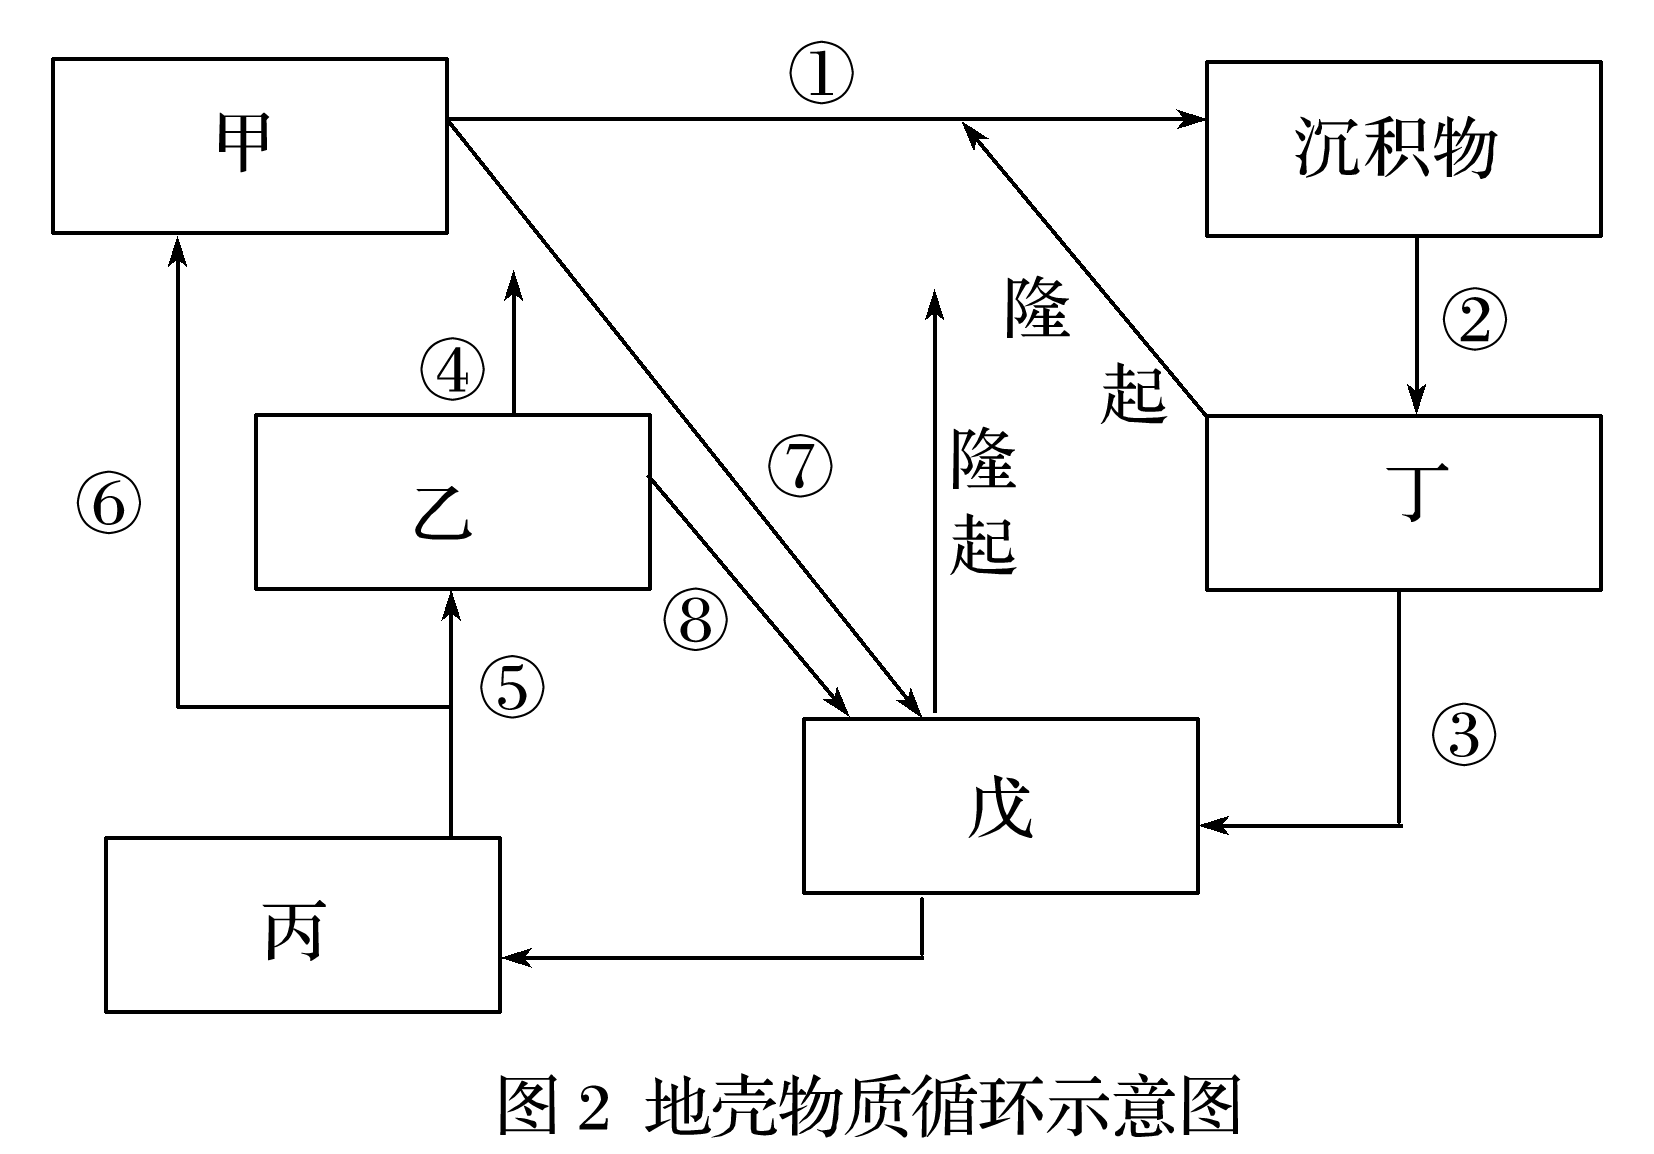 ①
甲
沉积物
隆起
②
④
隆起
⑦
⑥
乙
丁
⑧
⑤
③
戊
丙
图2 地壳物质循环示意图